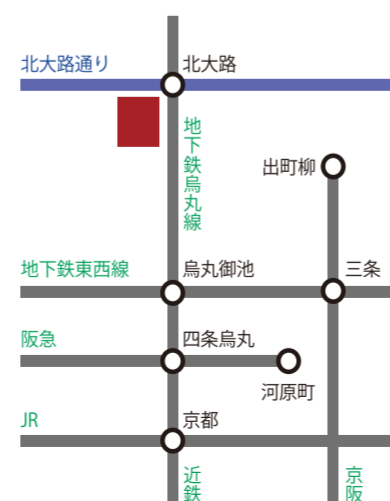 北大路通り
北大路
地下鉄烏丸線
出町柳
地下鉄東西線
烏丸御池
三条
阪急
四条烏丸
河原町
JR
京都
近鉄
京阪